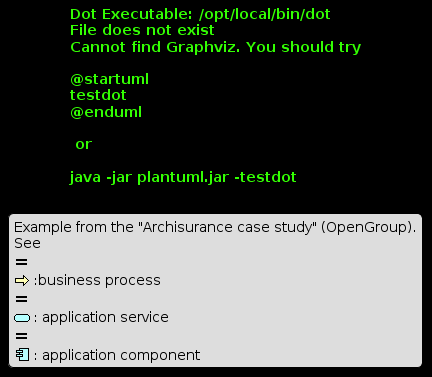 Dot Executable: /opt/local/bin/dot
File does not exist
Cannot find Graphviz. You should try
@startuml
testdot
@enduml
or
java -jar plantuml.jar -testdot
Example from the "Archisurance case study" (OpenGroup).
See
=
:business process
=
: application service
=
: application component